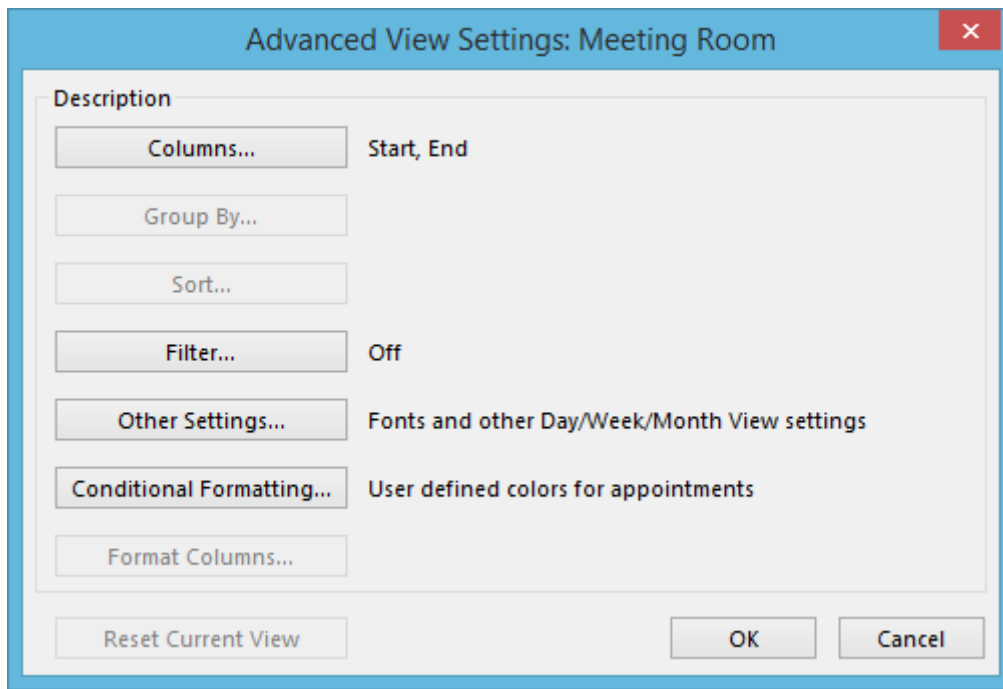 Advanced View Settings: Meeting Room
Description
Columns... Start, End
Group By...
Sort...
Filter... Off
Other Settings... Fonts and other Day/Week/Month View settings
Conditional Formatting... User defined colors for appointments
Format Columns...
Reset Current View OK Cancel